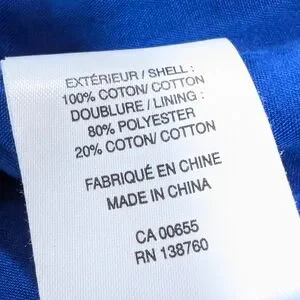 EXTÉRIEUR / SHELL :
100% COTON/ COTTON
DOUBLURE / LINING :
80% POLYESTER
20% COTON/ COTTON
FABRIQUÉ EN CHINE
MADE IN CHINA
CA 00655
RN 138760